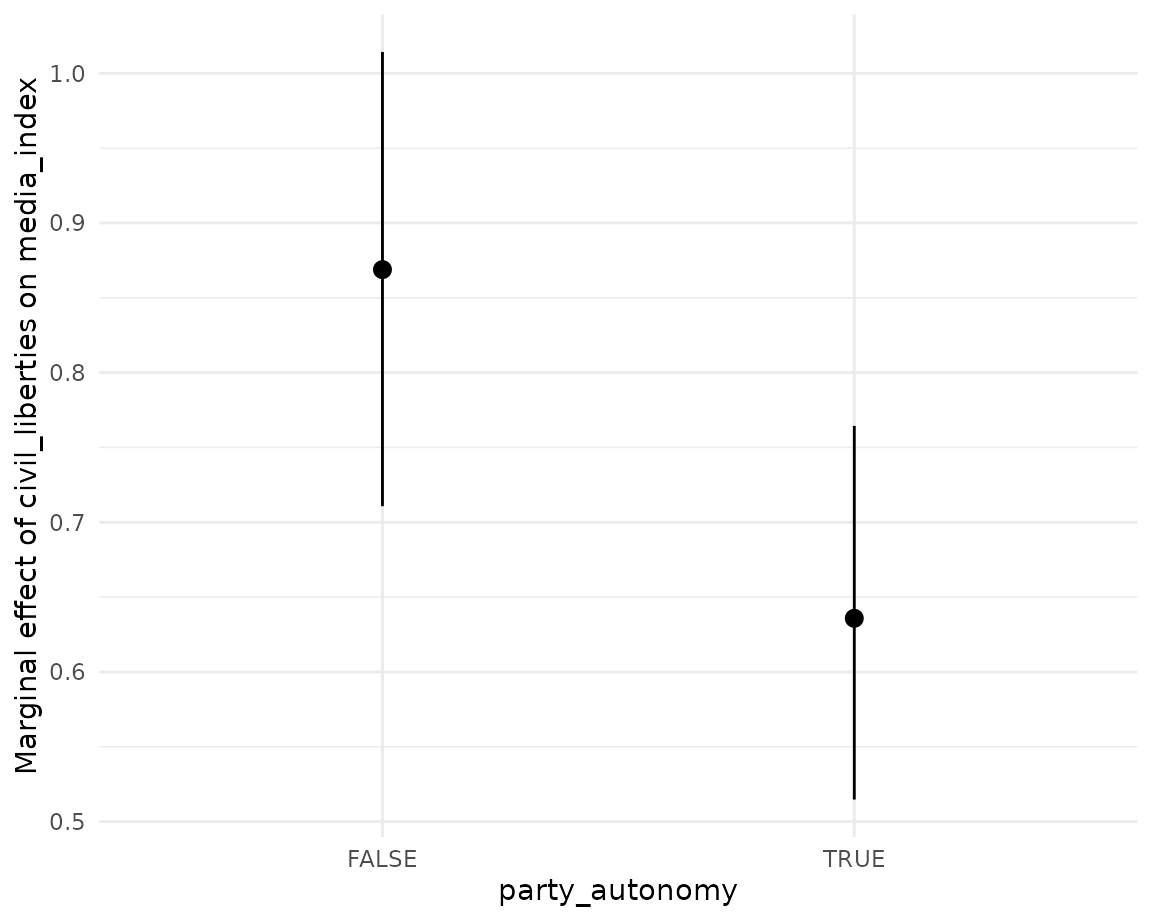 Marginal effect of civil_liberties on media_index
1.0
0.9
0.8
0.7
0.6
0.5
FALSE
TRUE
party_autonomy